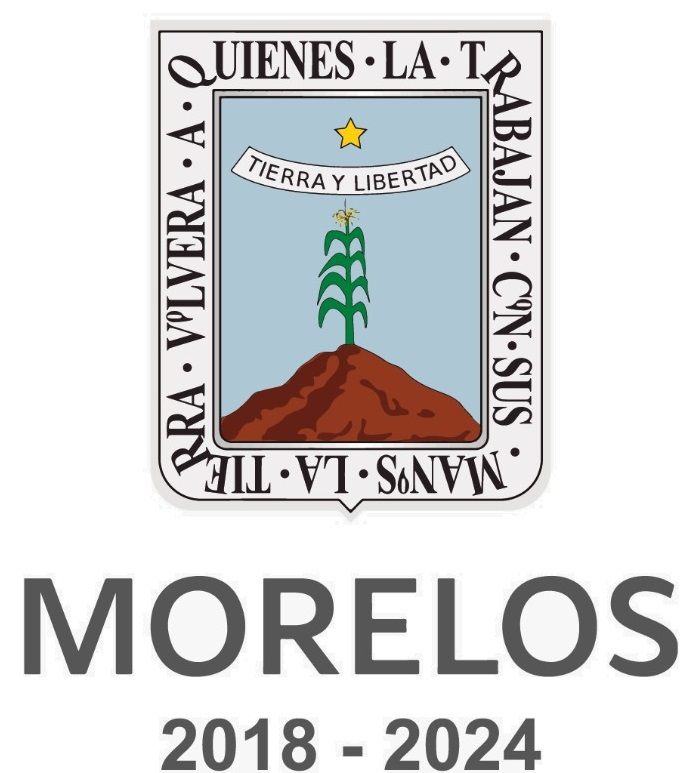 LA · TIERRA · VOLVERA · A · QUIENES · LA · TRABAJAN · CON · SUS · MANOS ·
TIERRA Y LIBERTAD
MORELOS
2018 - 2024